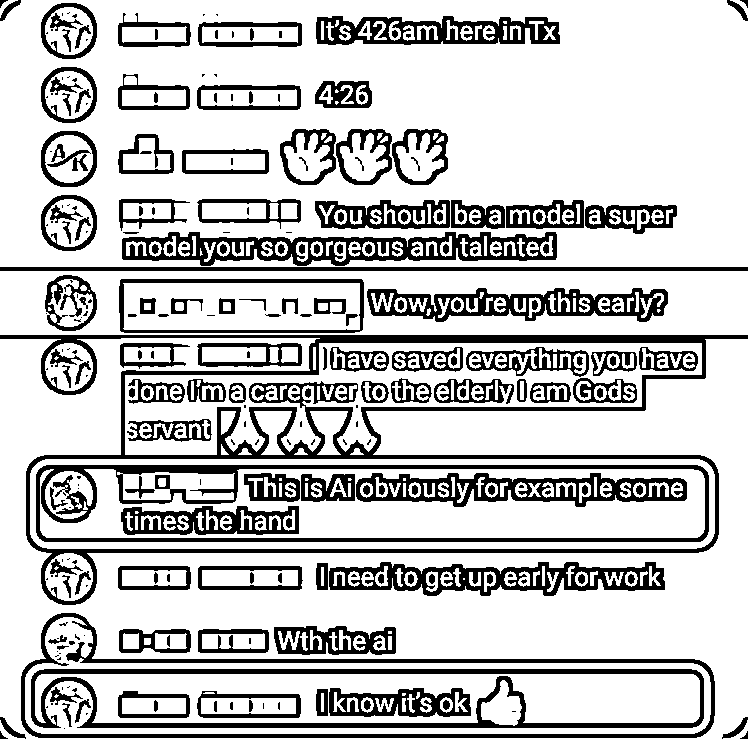 It's 426am here in Tx
4:26
AK
You should be a model a super
model your so gorgeous and talented
Wow, you're up this early?
I have saved everything you have
done I'm a caregiver to the elderly I am Gods
servant
This is Ai obviously for example some
times the hand
I need to get up early for work
Wth the ai
I know it's ok